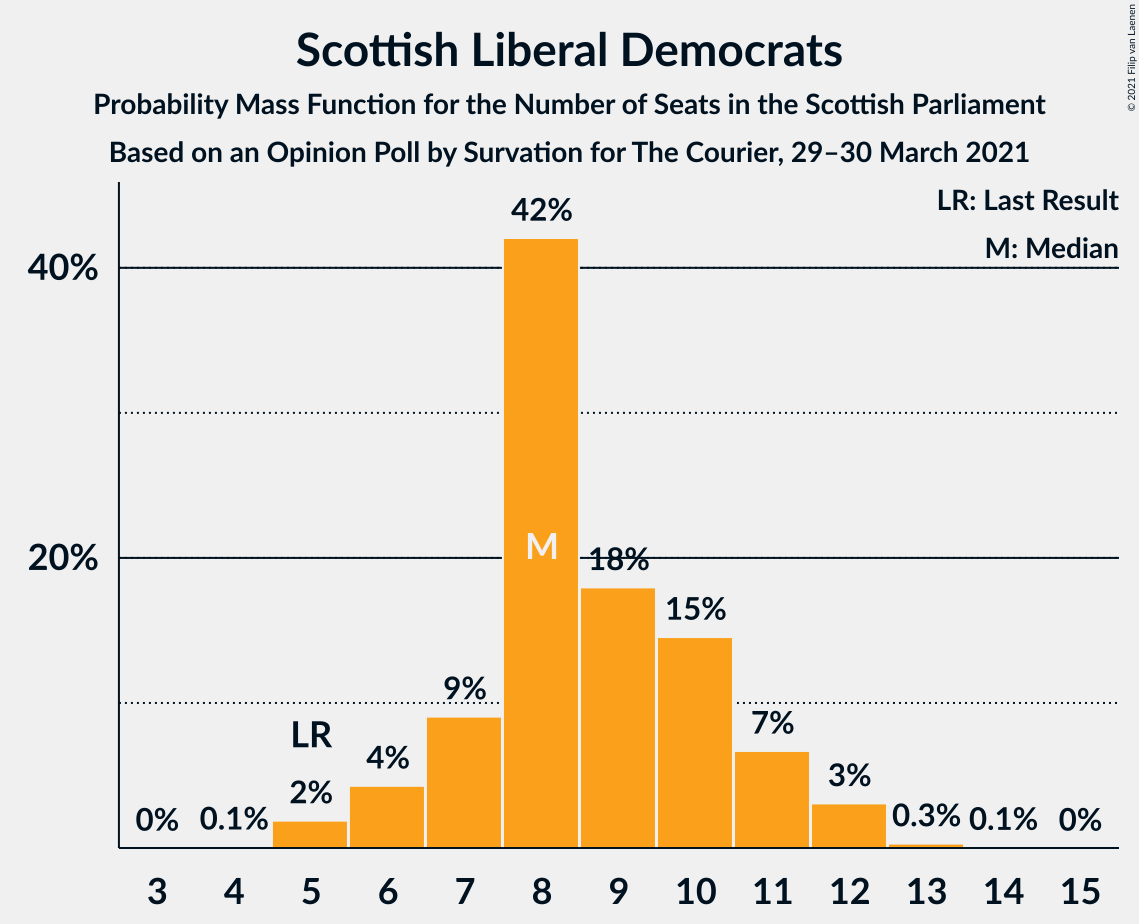 Scottish Liberal Democrats
Probability Mass Function for the Number of Seats in the Scottish Parliament
Based on an Opinion Poll by Survation for The Courier, 29–30 March 2021
© 2021 Filip van Laenen
LR: Last Result
M: Median
40%
20%
0%
0.1%
LR
2%
4%
9%
42%
M
18%
15%
7%
3%
0.3%
0.1%
0%
3 4 5 6 7 8 9 10 11 12 13 14 15